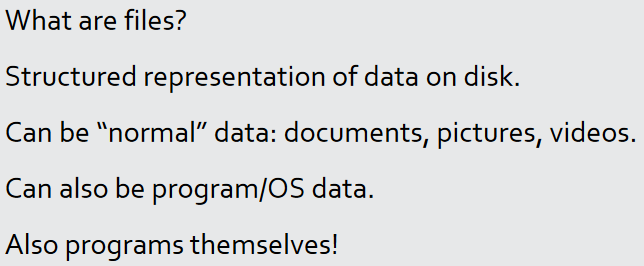 What are files?
Structured representation of data on disk.
Can be “normal” data: documents, pictures, videos.
Can also be program/OS data.
Also programs themselves!